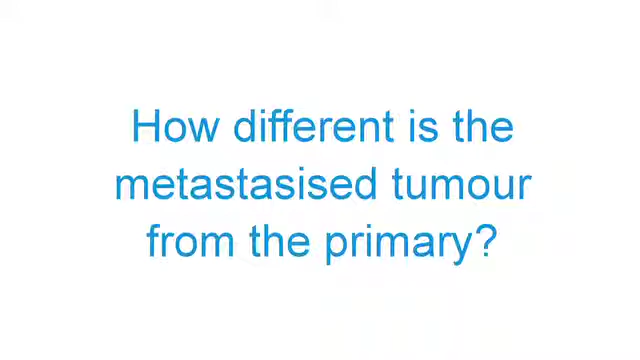 How different is the
metastasised tumour
from the primary?